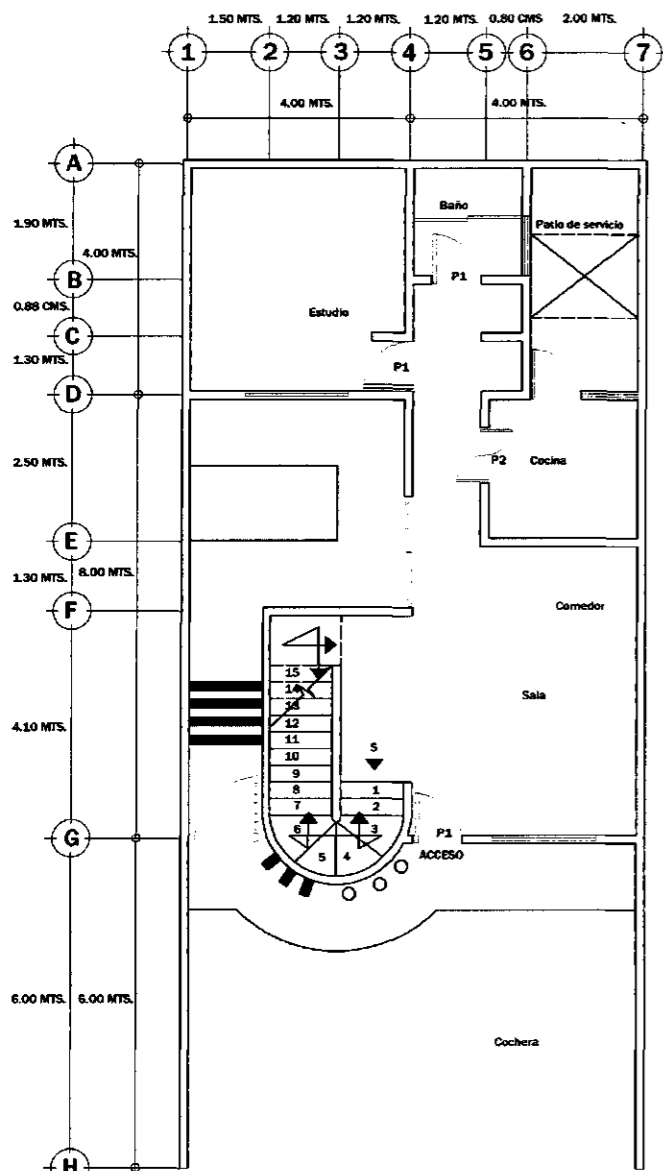 1.50 MTS. 1.20 MTS. 1.20 MTS. 1.20 MTS. 0.80 CMS 2.00 MTS.
1 2 3 4 5 6 7
4.00 MTS. 4.00 MTS.
A
1.90 MTS.
4.00 MTS.
B
0.88 CMS.
C
1.30 MTS.
D
2.50 MTS.
E
1.30 MTS. 8.00 MTS.
F
4.10 MTS.
G
6.00 MTS. 6.00 MTS.
H
Baño
Patio de servicio
P1
Estudio
P1
P2 Cocina
Comedor
Sala
15
14
13
12
11
10
9
8
7
6
5
4
3
2
1
S
P1
ACCESO
Cochera